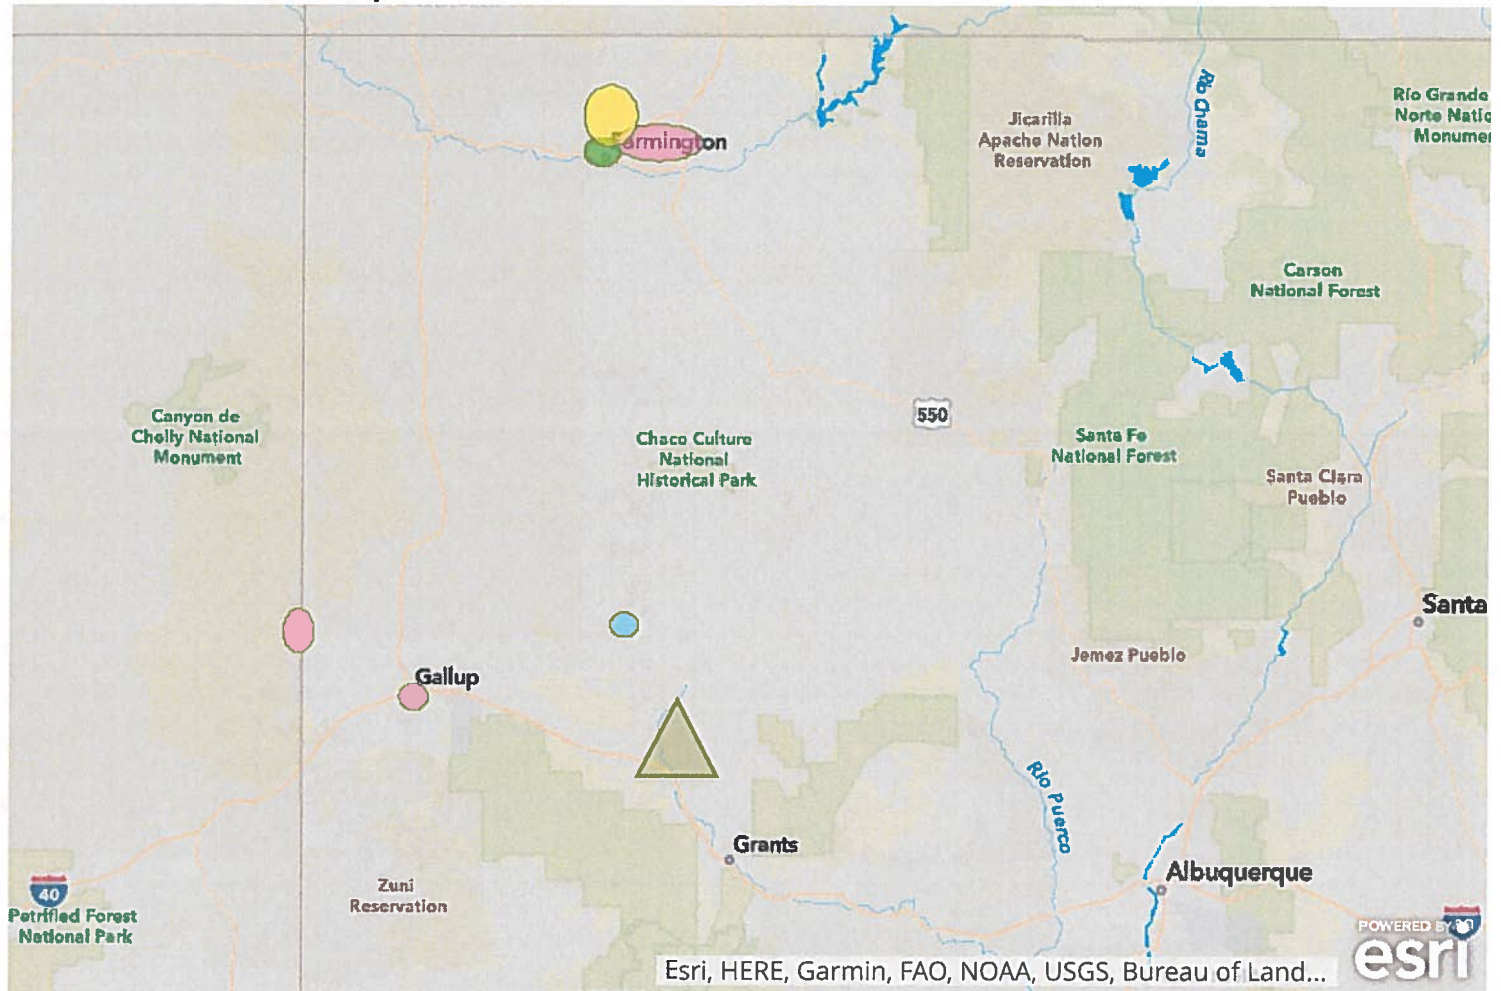 Río Chama
Río Grande
Norte Natio
Monumen
Jicarilla
Apache Nation
Reservation
Farmington
Carson
National Forest
550
Canyon de
Chelly National
Monument
Chaco Culture
National
Historical Park
Santa Fe
National Forest
Santa Clara
Pueblo
Santa
Jemez Pueblo
Gallup
Río Puerco
Grants
Albuquerque
Zuni
Reservation
40
Petrified Forest
National Park
POWERED BY
esri
Esri, HERE, Garmin, FAO, NOAA, USGS, Bureau of Land...